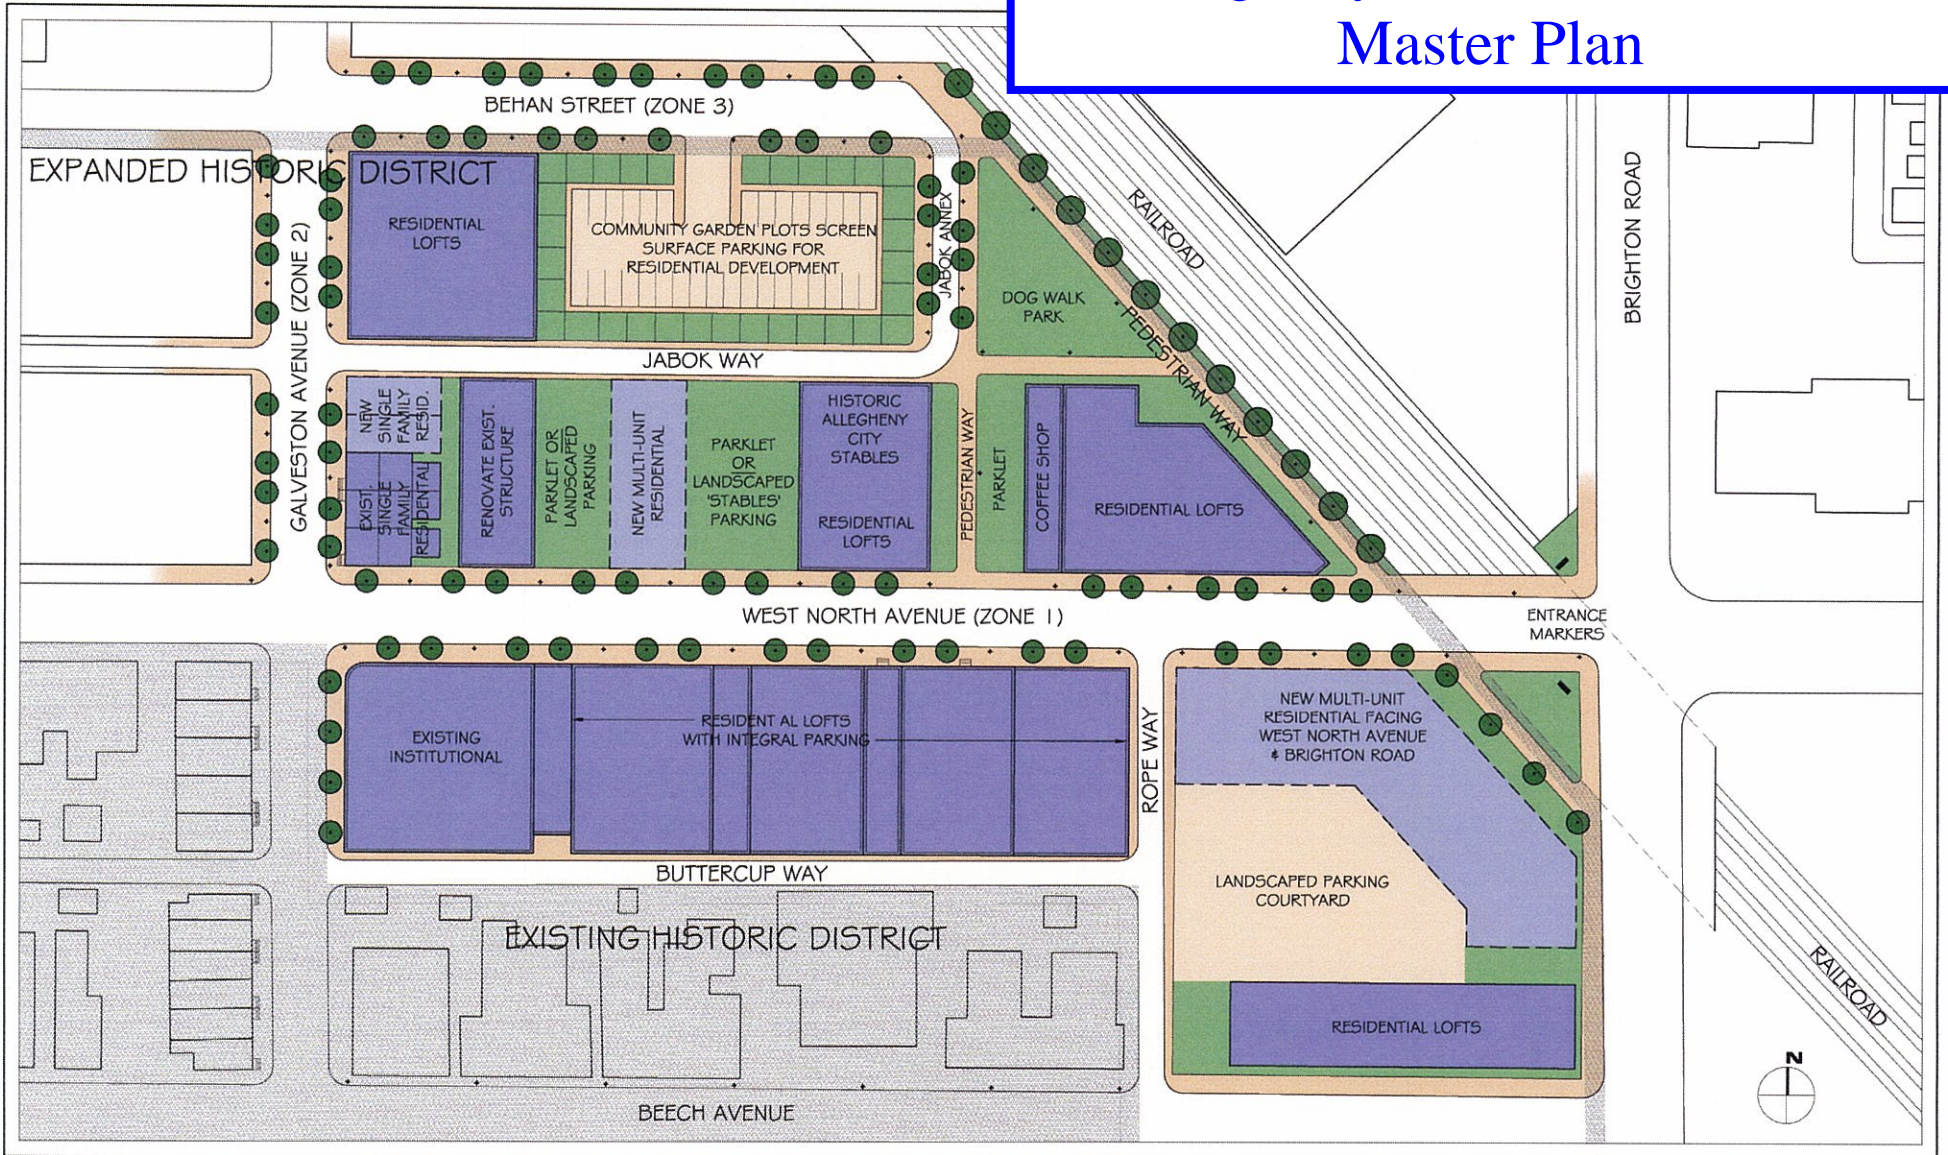 Master Plan
BEHAN STREET (ZONE 3)
EXPANDED HISTORIC DISTRICT
RESIDENTIAL
LOFTS
COMMUNITY GARDEN PLOTS SCREEN
SURFACE PARKING FOR
RESIDENTIAL DEVELOPMENT
JABOK ANNEX
DOG WALK
PARK
RAILROAD
PEDESTRIAN WAY
BRIGHTON ROAD
GALVESTON AVENUE (ZONE 2)
JABOK WAY
NEW
SINGLE
FAMILY
RESID.
EXIST.
SINGLE
FAMILY
RESIDENTAL
RENOVATE EXIST.
STRUCTURE
PARKLET OR
LANDSCAPED
PARKING
NEW MULTI-UNIT
RESIDENTIAL
PARKLET
OR
LANDSCAPED
'STABLES'
PARKING
HISTORIC
ALLEGHENY
CITY
STABLES
RESIDENTIAL
LOFTS
PEDESTRIAN WAY
PARKLET
COFFEE SHOP
RESIDENTIAL LOFTS
WEST NORTH AVENUE (ZONE 1)
ENTRANCE
MARKERS
EXISTING
INSTITUTIONAL
RESIDENT AL LOFTS
WITH INTEGRAL PARKING
ROPE WAY
NEW MULTI-UNIT
RESIDENTIAL FACING
WEST NORTH AVENUE
& BRIGHTON ROAD
BUTTERCUP WAY
LANDSCAPED PARKING
COURTYARD
EXISTING HISTORIC DISTRICT
RESIDENTIAL LOFTS
RAILROAD
BEECH AVENUE
N